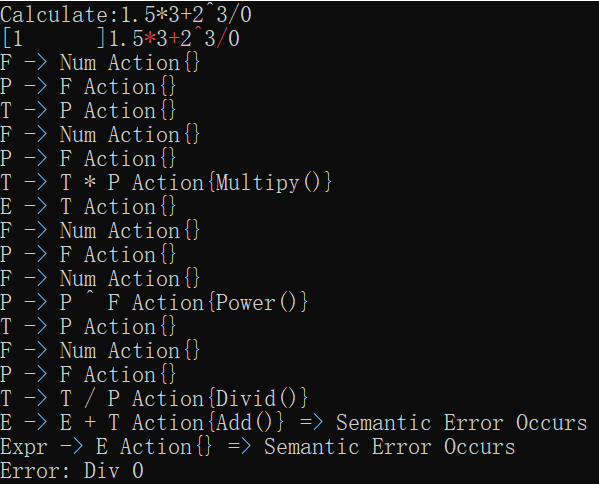 Calculate:1.5*3+2^3/0
[1      ]1.5*3+2^3/0
F -> Num Action{}
P -> F Action{}
T -> P Action{}
F -> Num Action{}
P -> F Action{}
T -> T * P Action{Multipy()}
E -> T Action{}
F -> Num Action{}
P -> F Action{}
F -> Num Action{}
P -> P ^ F Action{Power()}
T -> P Action{}
F -> Num Action{}
P -> F Action{}
T -> T / P Action{Divid()}
E -> E + T Action{Add()} => Semantic Error Occurs
Expr -> E Action{} => Semantic Error Occurs
Error: Div 0